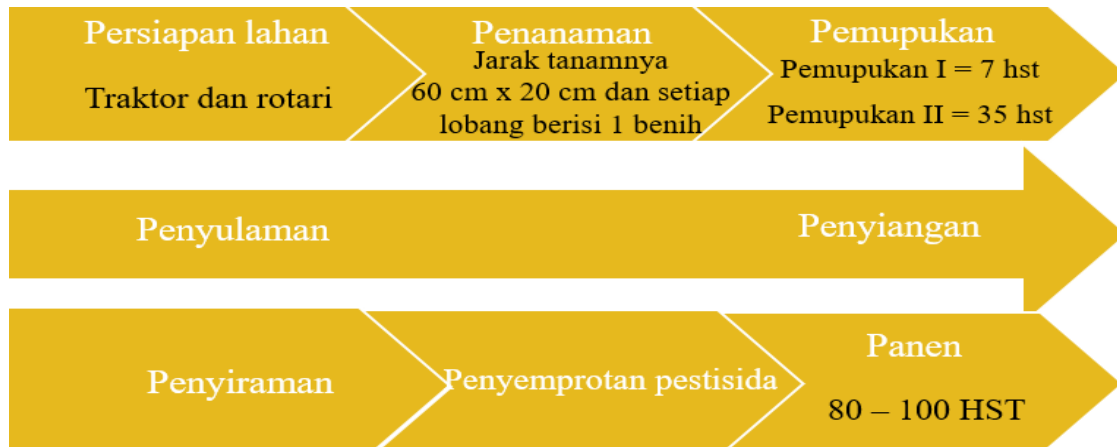 Persiapan lahan
Traktor dan rotari
Penanaman
Jarak tanamnya
60 cm x 20 cm dan setiap
lobang berisi 1 benih
Pemupukan
Pemupukan I = 7 hst
Pemupukan II = 35 hst
Penyulaman
Penyiangan
Penyiraman
Penyemprotan pestisida
Panen
80 – 100 HST